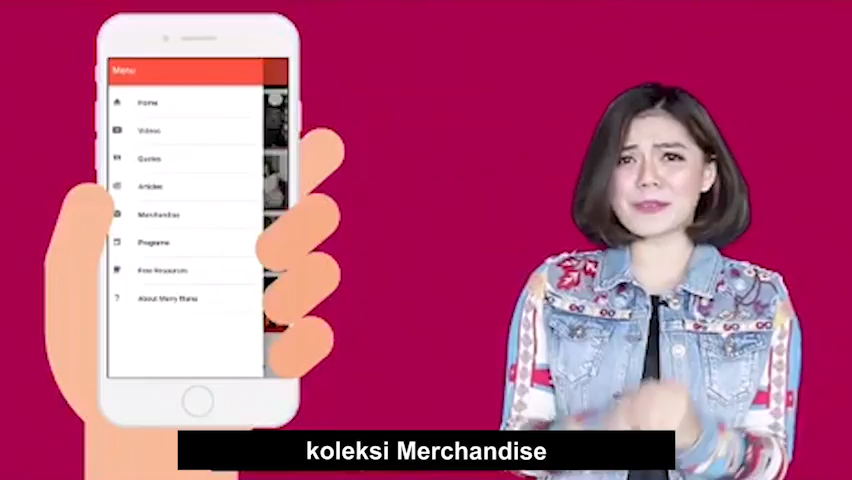 Menu
Home
Videos
Quotes
Articles
Merchandise
Programs
Free Resources
About Merry Riana
koleksi Merchandise